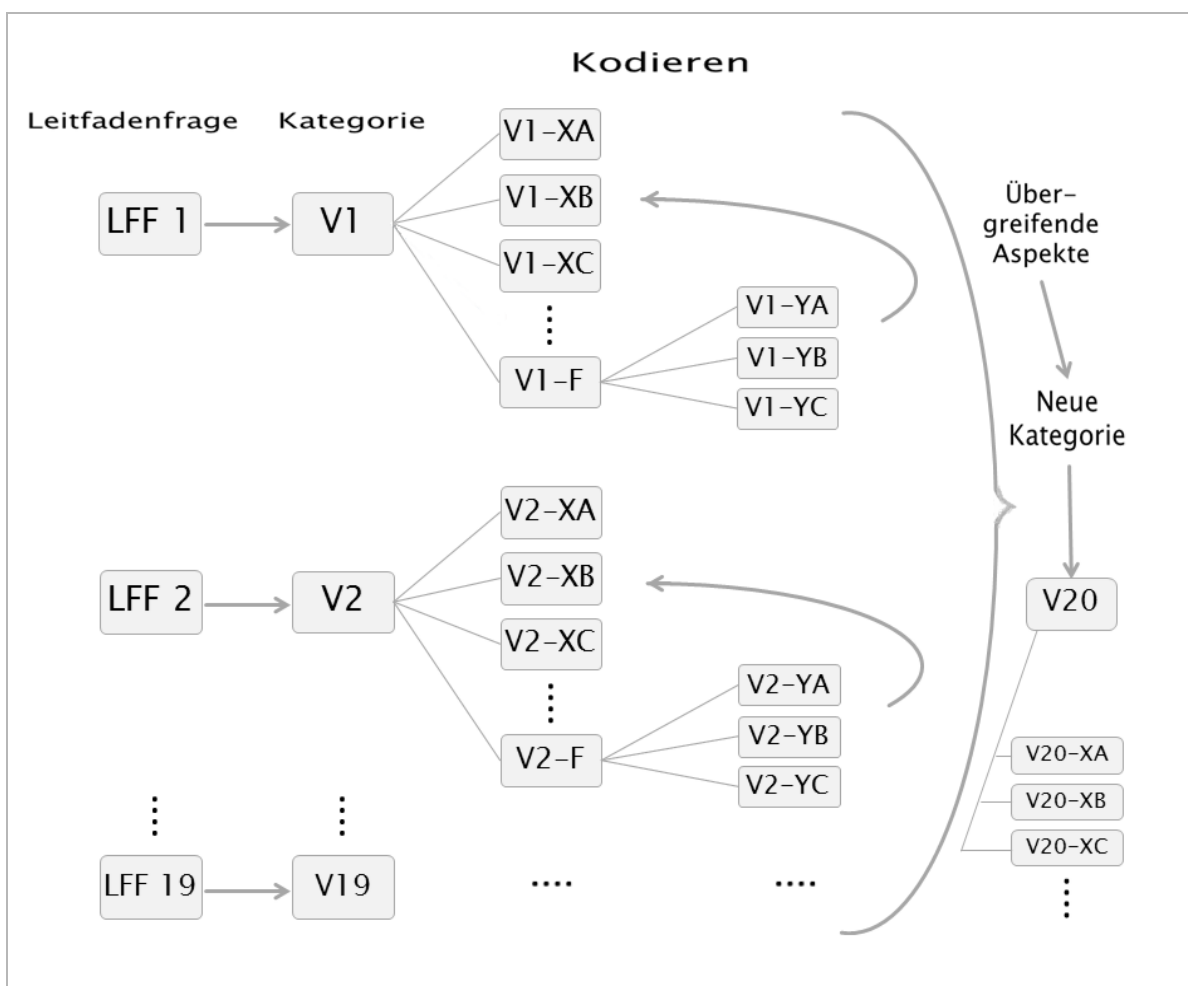 Kodieren
Leitfadenfrage
Kategorie
LFF 1
V1
V1-XA
V1-XB
V1-XC
V1-F
V1-YA
V1-YB
V1-YC
LFF 2
V2
V2-XA
V2-XB
V2-XC
V2-F
V2-YA
V2-YB
V2-YC
LFF 19
V19
Über-
greifende
Aspekte
Neue
Kategorie
V20
V20-XA
V20-XB
V20-XC